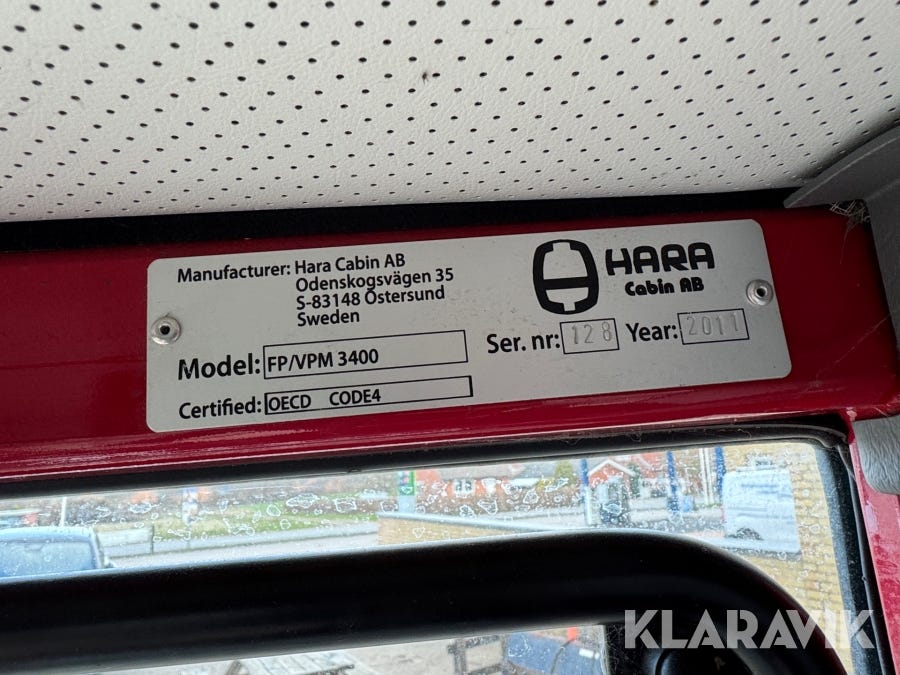 Manufacturer: Hara Cabin AB
Odenskogsvägen 35
S-83148 Östersund
Sweden
HARA
Cabin AB
Model: FP/VPM 3400
Ser. nr: 128 Year: 2011
Certified: OECD CODE4
KLARAVIK